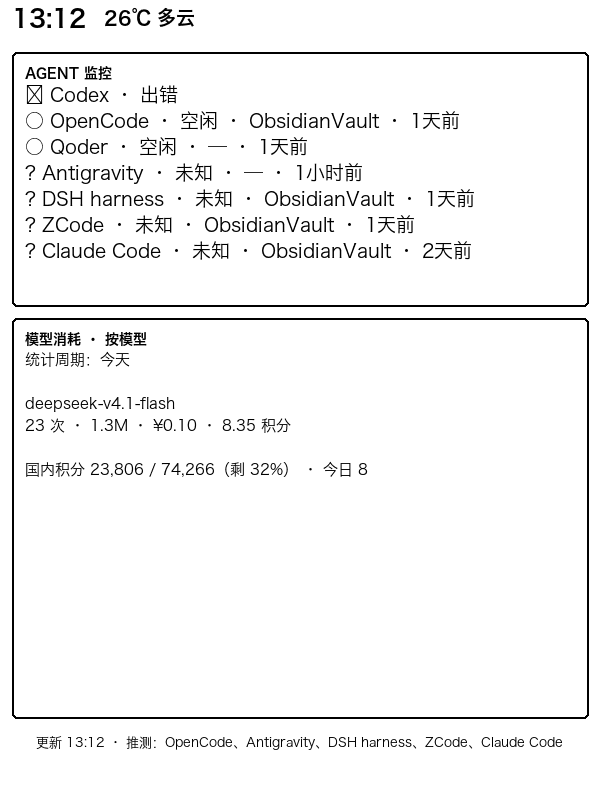 13:12 26℃ 多云
AGENT 监控
☒ Codex · 出错
○ OpenCode · 空闲 · ObsidianVault · 1天前
○ Qoder · 空闲 · — · 1天前
? Antigravity · 未知 · — · 1小时前
? DSH harness · 未知 · ObsidianVault · 1天前
? ZCode · 未知 · ObsidianVault · 1天前
? Claude Code · 未知 · ObsidianVault · 2天前
模型消耗 · 按模型
统计周期：今天
deepseek-v4.1-flash
23 次 · 1.3M · ¥0.10 · 8.35 积分
国内积分 23,806 / 74,266（剩 32%） · 今日 8
更新 13:12 · 推测：OpenCode、Antigravity、DSH harness、ZCode、Claude Code